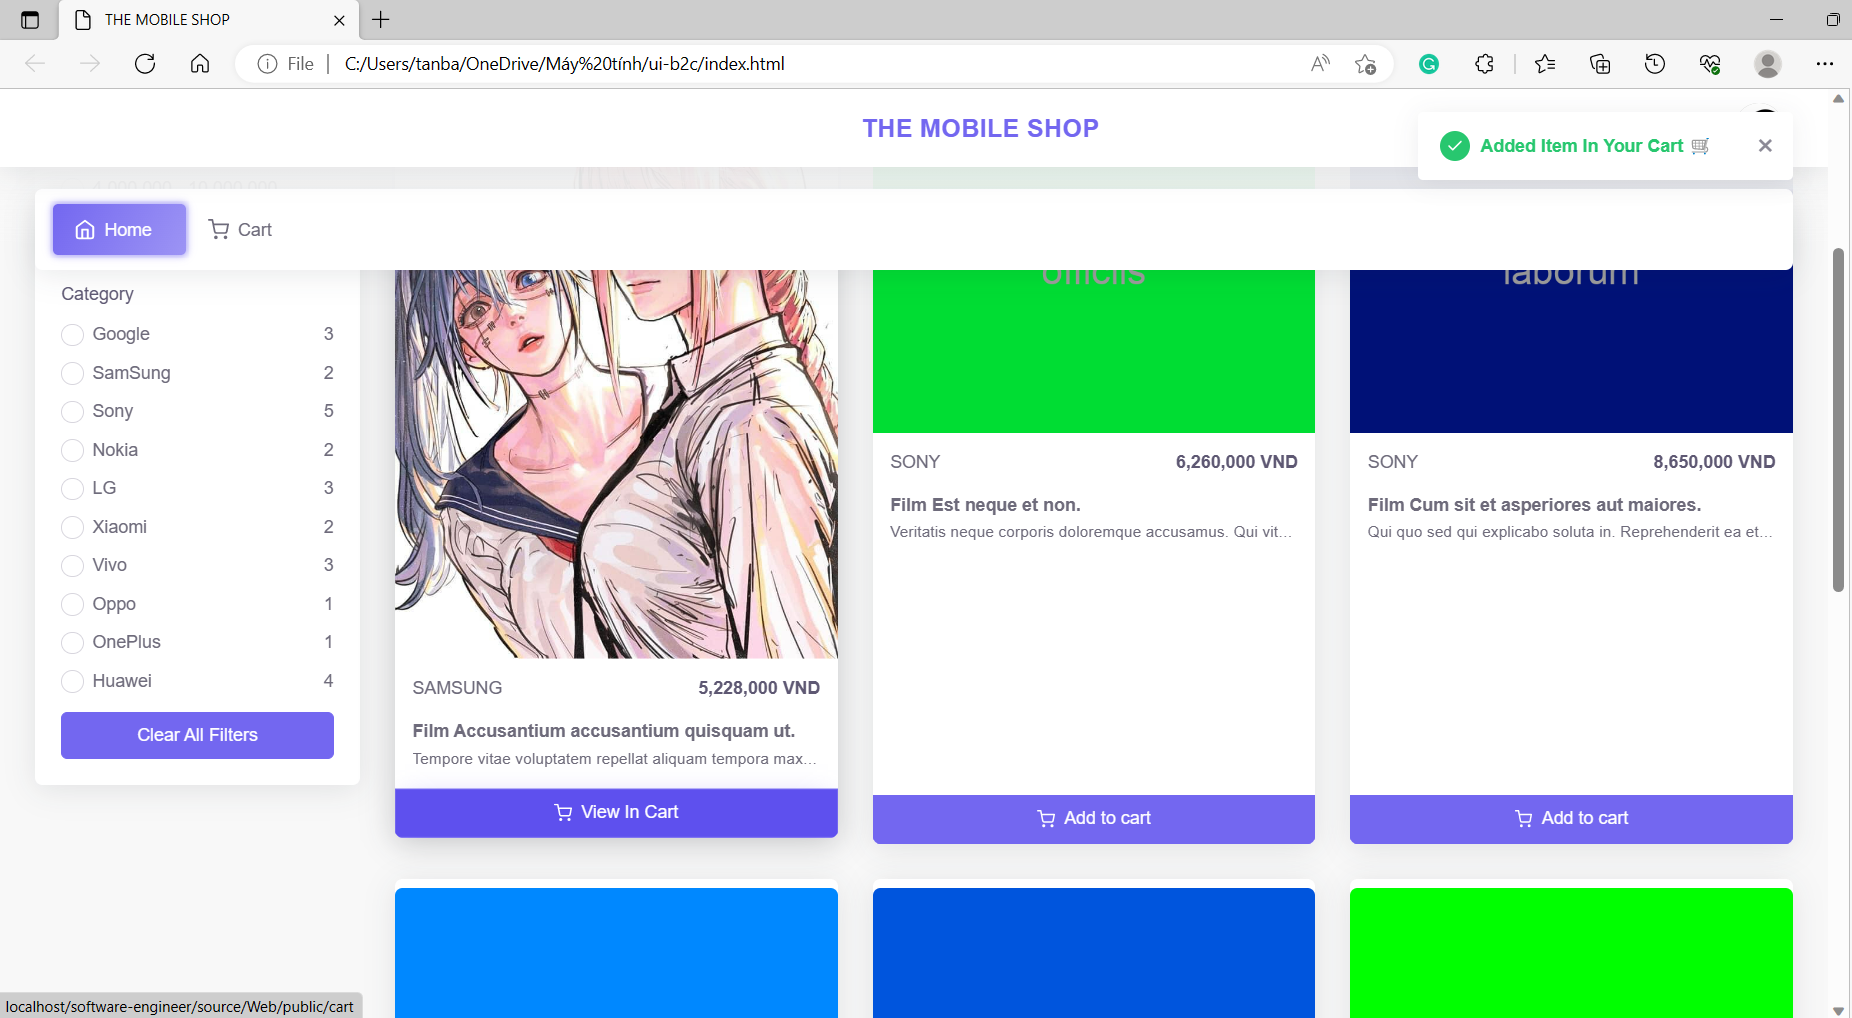 THE MOBILE SHOP
File
C:/Users/tanba/OneDrive/Máy%20tính/ui-b2c/index.html
THE MOBILE SHOP
Added Item In Your Cart 🛒
4,000,000 - 10,000,000
Home
Cart
Category
Google 3
SamSung 2
Sony 5
Nokia 2
LG 3
Xiaomi 2
Vivo 3
Oppo 1
OnePlus 1
Huawei 4
Clear All Filters
SAMSUNG 5,228,000 VND
Film Accusantium accusantium quisquam ut.
Tempore vitae voluptatem repellat aliquam tempora max...
View In Cart
officiis
SONY 6,260,000 VND
Film Est neque et non.
Veritatis neque corporis doloremque accusamus. Qui vit...
Add to cart
laborum
SONY 8,650,000 VND
Film Cum sit et asperiores aut maiores.
Qui quo sed qui explicabo soluta in. Reprehenderit ea et...
Add to cart
localhost/software-engineer/source/Web/public/cart